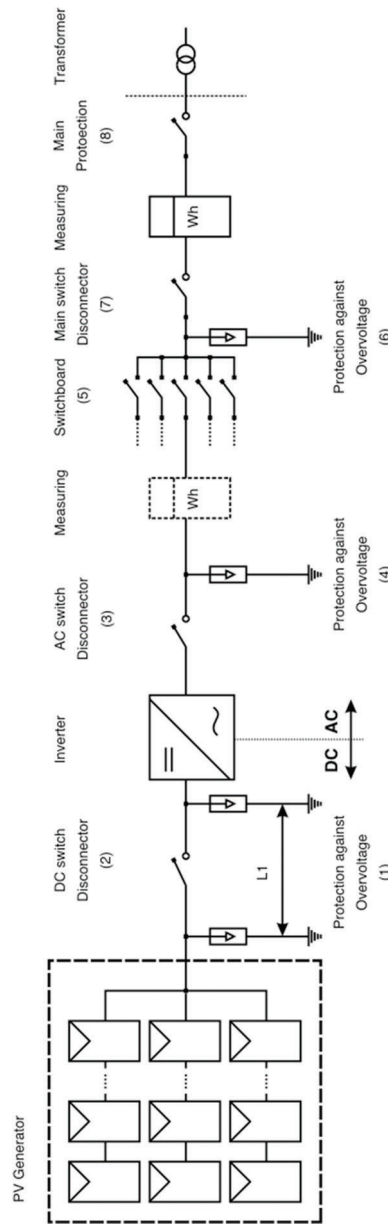 PV Generator
DC switch
Disconnector
(2)
Inverter
AC switch
Disconnector
(3)
Measuring
Switchboard
(5)
Main switch
Disconnector
(7)
Measuring
Main
Protoection
(8)
Transformer
Wh
Wh
L1
DC AC
Protection against
Overvoltage
(1)
Protection against
Overvoltage
(4)
Protection against
Overvoltage
(6)